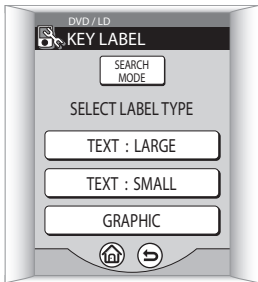 DVD / LD
KEY LABEL
SEARCH
MODE
SELECT LABEL TYPE
TEXT : LARGE
TEXT : SMALL
GRAPHIC